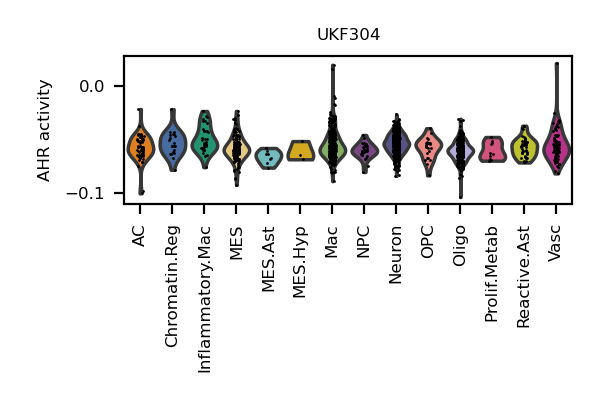 UKF304
AHR activity
0.0
−0.1
AC
Chromatin.Reg
Inflammatory.Mac
MES
MES.Ast
MES.Hyp
Mac
NPC
Neuron
OPC
Oligo
Prolif.Metab
Reactive.Ast
Vasc